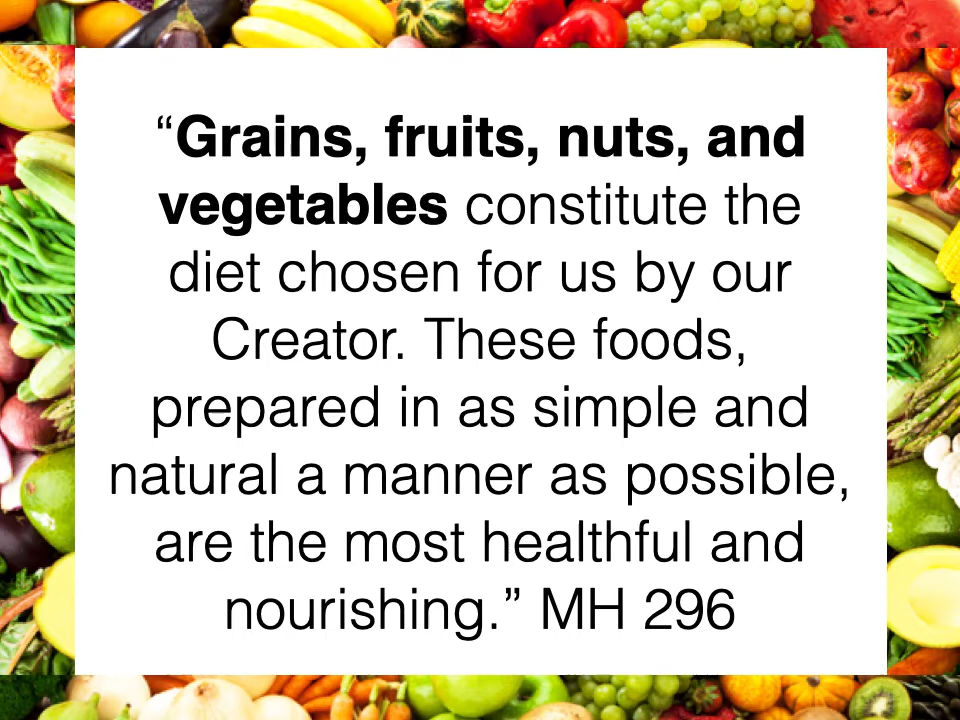 “Grains, fruits, nuts, and
vegetables constitute the
diet chosen for us by our
Creator. These foods,
prepared in as simple and
natural a manner as possible,
are the most healthful and
nourishing.” MH 296